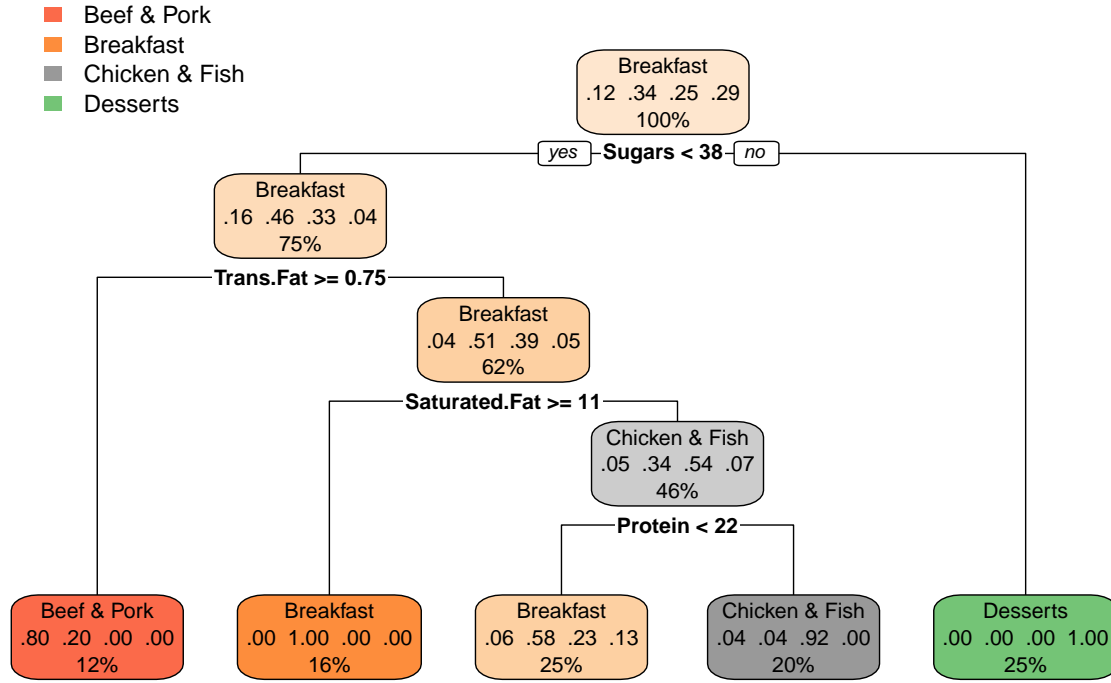 Beef & Pork
Breakfast
Chicken & Fish
Desserts
Breakfast
.12 .34 .25 .29
100%
yes Sugars < 38 no
Breakfast
.16 .46 .33 .04
75%
Trans.Fat >= 0.75
Breakfast
.04 .51 .39 .05
62%
Saturated.Fat >= 11
Chicken & Fish
.05 .34 .54 .07
46%
Protein < 22
Beef & Pork
.80 .20 .00 .00
12%
Breakfast
.00 1.00 .00 .00
16%
Breakfast
.06 .58 .23 .13
25%
Chicken & Fish
.04 .04 .92 .00
20%
Desserts
.00 .00 .00 1.00
25%